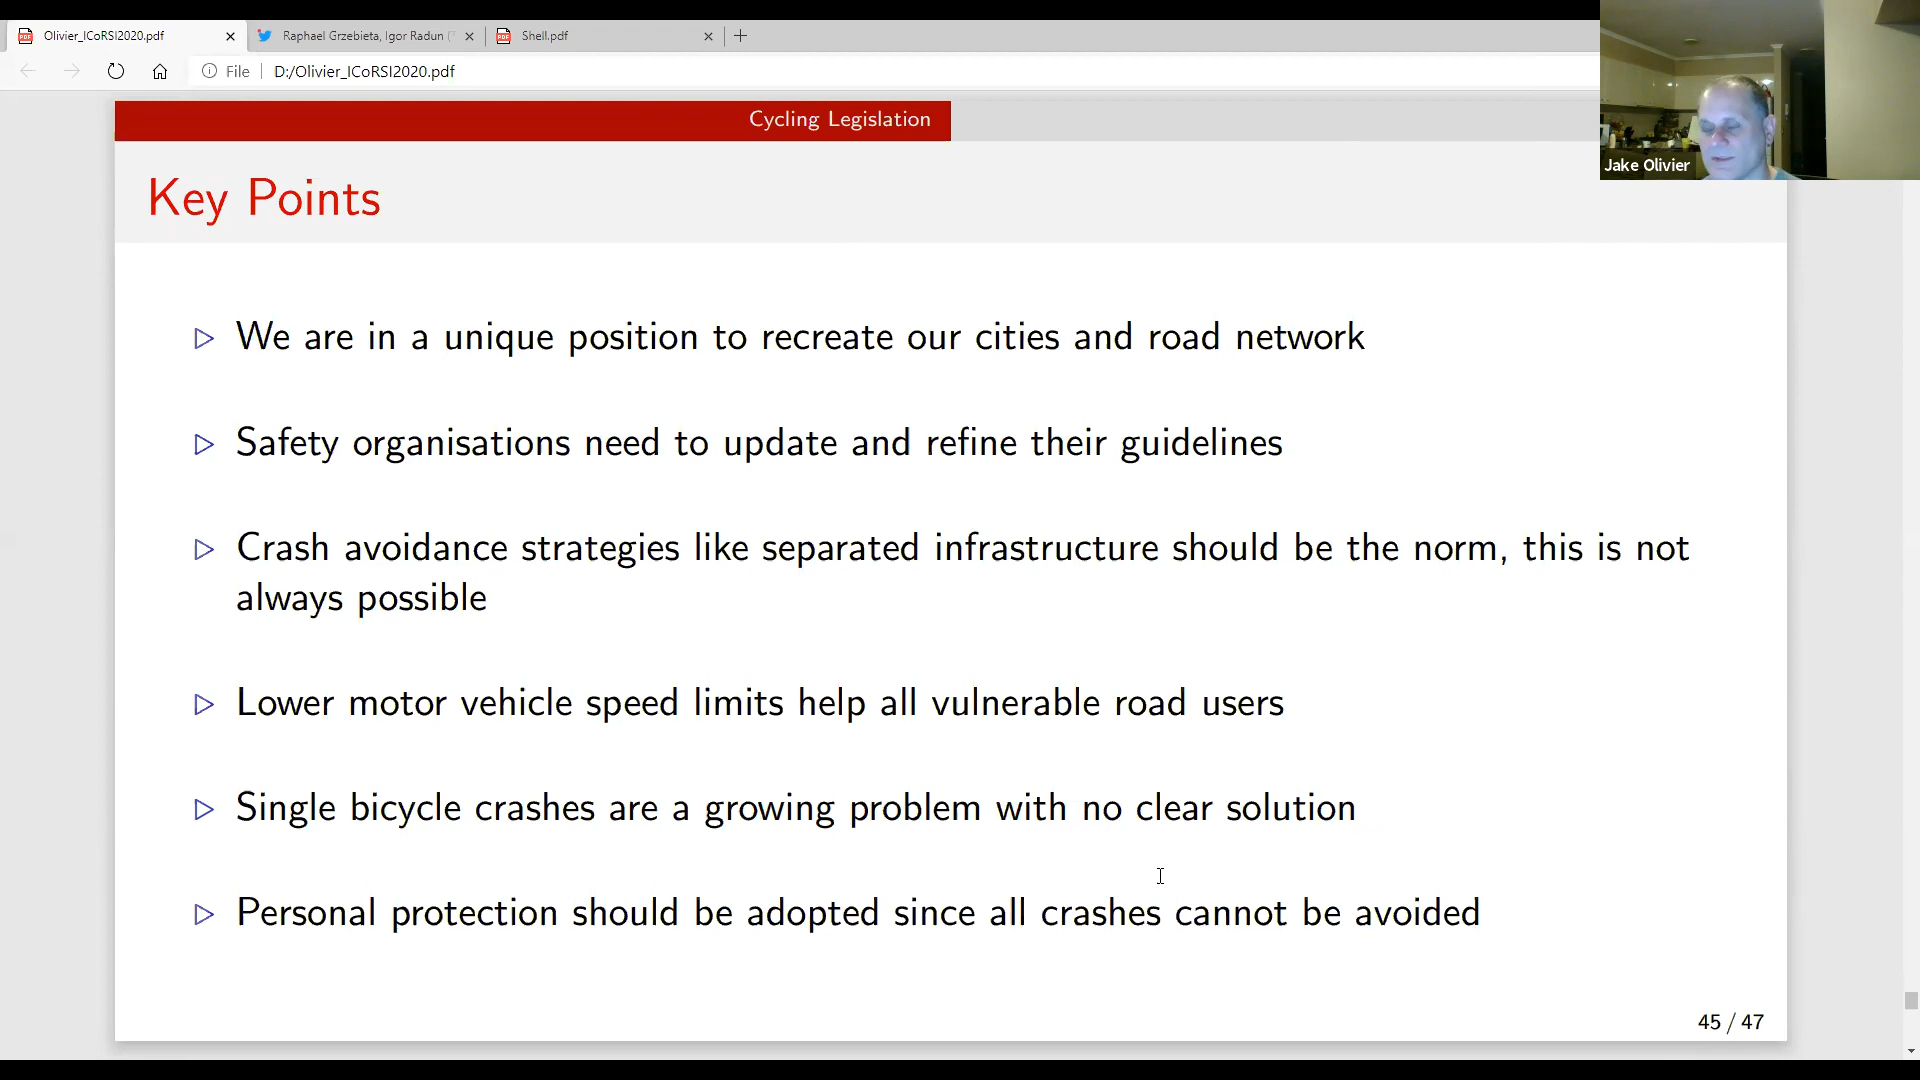 Olivier_ICoRSI2020.pdf
Raphael Grzebieta, Igor Radun ("
Shell.pdf
File
D:/Olivier_ICoRSI2020.pdf
Jake Olivier
Cycling Legislation
Key Points
We are in a unique position to recreate our cities and road network
Safety organisations need to update and refine their guidelines
Crash avoidance strategies like separated infrastructure should be the norm, this is not
always possible
Lower motor vehicle speed limits help all vulnerable road users
Single bicycle crashes are a growing problem with no clear solution
Personal protection should be adopted since all crashes cannot be avoided
45 / 47